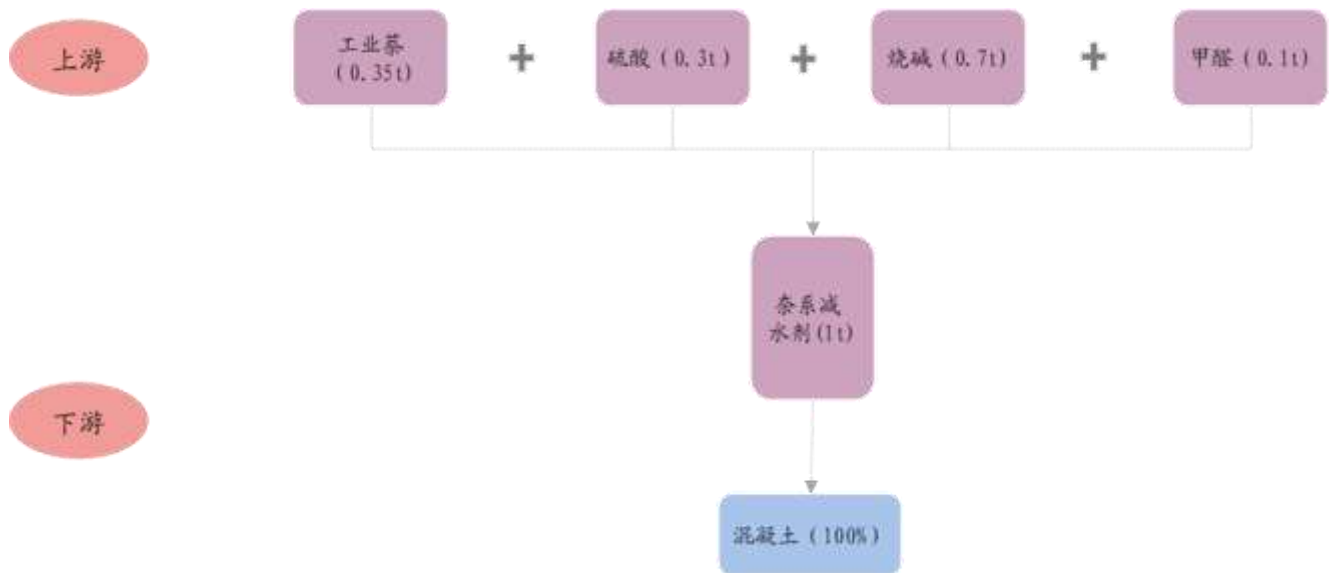 上游
工业萘
(0.35t)
硫酸(0.3t)
烧碱(0.7t)
甲醛(0.1t)
奈系减
水剂(1t)
下游
混凝土(100%)